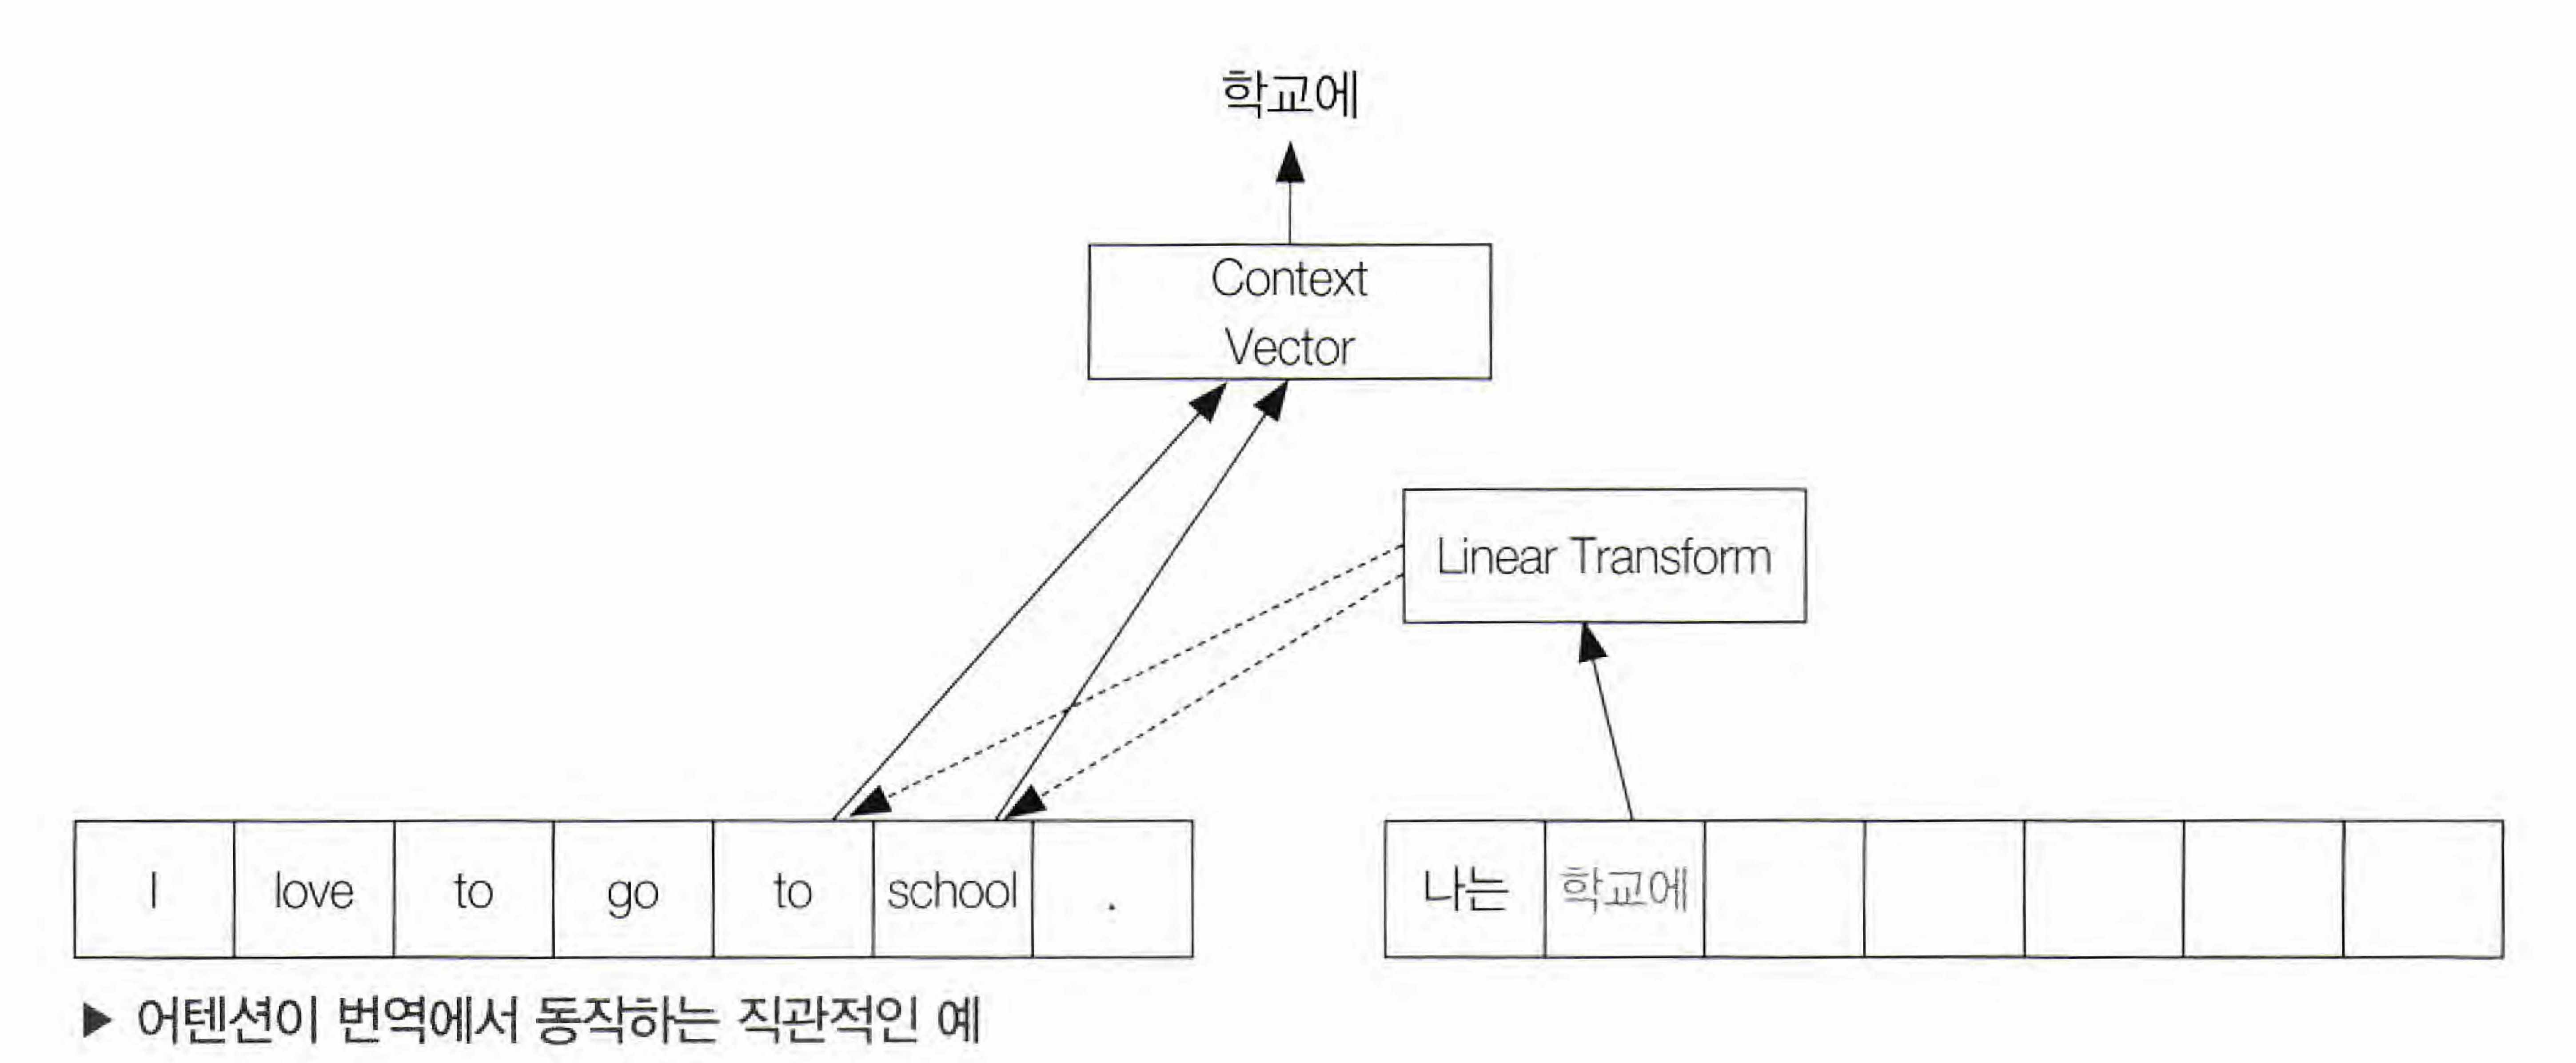 학교에
Context
Vector
Linear Transform
I love to go to school .
나는 학교에
▶ 어텐션이 번역에서 동작하는 직관적인 예